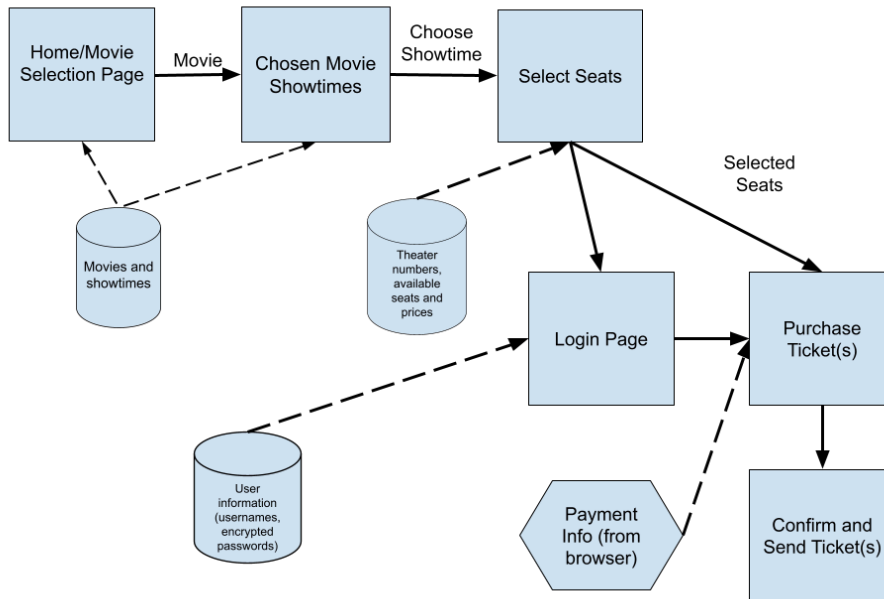 Home/Movie
Selection Page
Movie
Chosen Movie
Showtimes
Choose
Showtime
Select Seats
Selected
Seats
Movies and
showtimes
Theater
numbers,
available
seats and
prices
Login Page
Purchase
Ticket(s)
User
information
(usernames,
encrypted
passwords)
Payment
Info (from
browser)
Confirm and
Send Ticket(s)